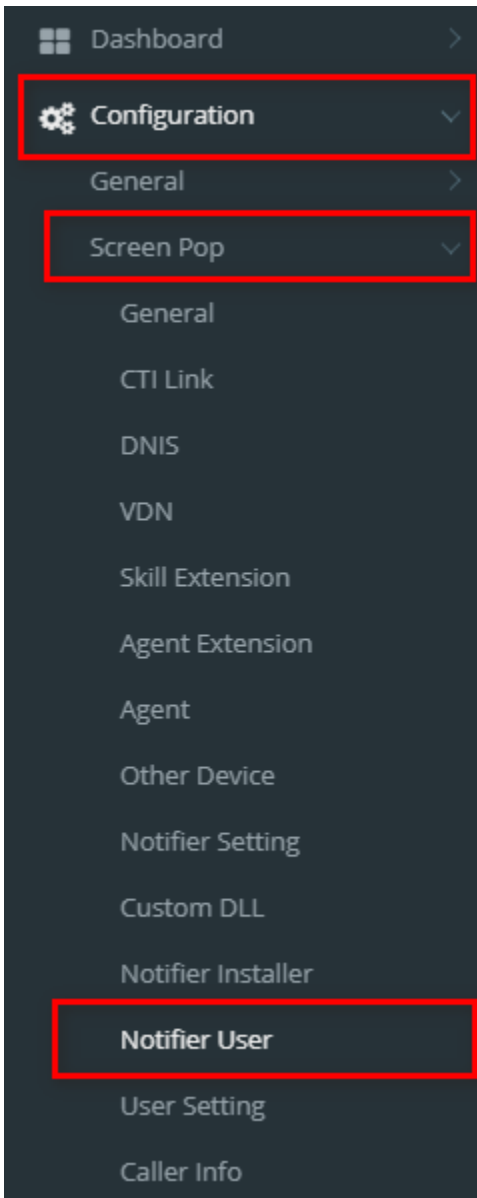 Dashboard
Configuration
General
Screen Pop
General
CTI Link
DNIS
VDN
Skill Extension
Agent Extension
Agent
Other Device
Notifier Setting
Custom DLL
Notifier Installer
Notifier User
User Setting
Caller Info